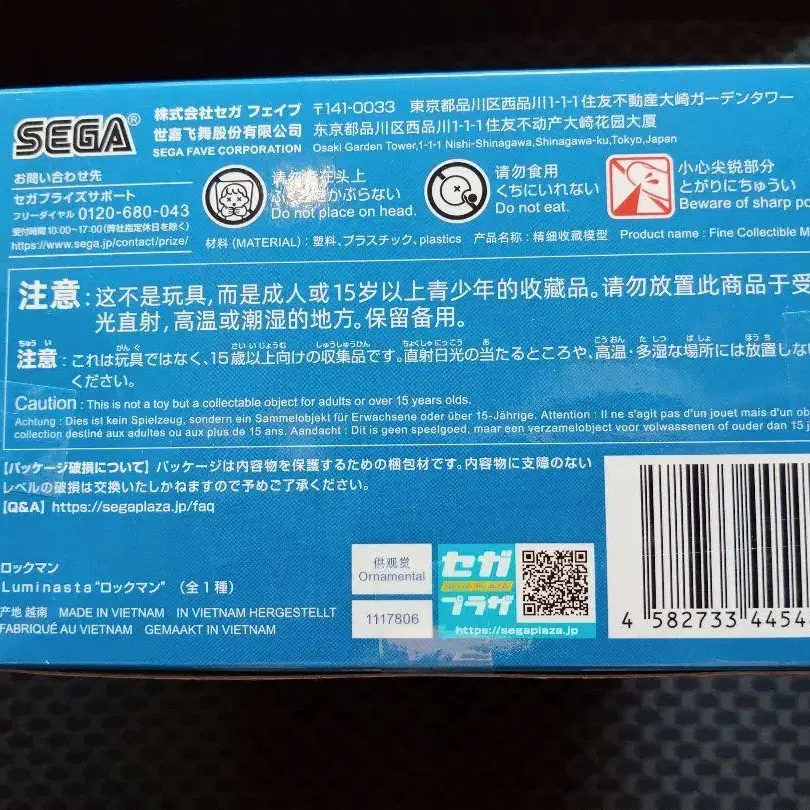 SEGA®
株式会社セガ フェイブ 〒141-0033 東京都品川区西品川1-1-1住友不動産大崎ガーデンタワー
世嘉飞舞股份有限公司 东京都品川区西品川1-1-1住友不动产大崎花园大厦
SEGA FAVE CORPORATION Osaki Garden Tower,1-1-1 Nishi-Shinagawa,Shinagawa-ku,Tokyo,Japan
お問い合わせ先
セガプライズサポート
フリーダイヤル 0120-680-043
受付時間 10:00~17:00(弊社指定休日を除く)
https://www.sega.jp/contact/prize/
请勿 在头上
かぶらない
Do not place on head.
请勿食用
くちにいれない
Do not eat.
小心尖锐部分
とがりにちゅうい
Beware of sharp
材料(MATERIAL):塑料、プラスチック、plastics 产品名称:精细收藏模型 Product name : Fine Collectible
注意:这不是玩具,而是成人或15岁以上青少年的收藏品。请勿放置此商品于受
光直射,高温或潮湿的地方。保留备用。
注意:これは玩具ではなく、15歳以上向けの収集品です。直射日光の当たるところや、高温・多湿な場所には放置しない
ください。
Caution : This is not a toy but a collectable object for adults or over 15 years olds.
Achtung : Dies ist kein Spielzeug, sondern ein Sammelobjekt für Erwachsene oder über 15-Jährige. Attention : Il ne s'agit pas d'un jouet mais d'un
collection destiné aux adultes ou aux plus de 15 ans. Aandacht : Dit is geen speelgoed, maar een verzamelobject voor volwassenen of ouder dan 15
【パッケージ破損について】パッケージは内容物を保護するための梱包材です。内容物に支障のない
レベルの破損は交換いたしかねますので予めご了承ください。
【Q&A】https://segaplaza.jp/faq
ロックマン
Luminasta“ロックマン” (全1種)
产地 越南 MADE IN VIETNAM IN VIETNAM HERGESTELLT
FABRIQUÉ AU VIETNAM GEMAAKT IN VIETNAM
供观赏
Ornamental
1117806
セガ
プラザ
https://segaplaza.jp
4 582733 4454